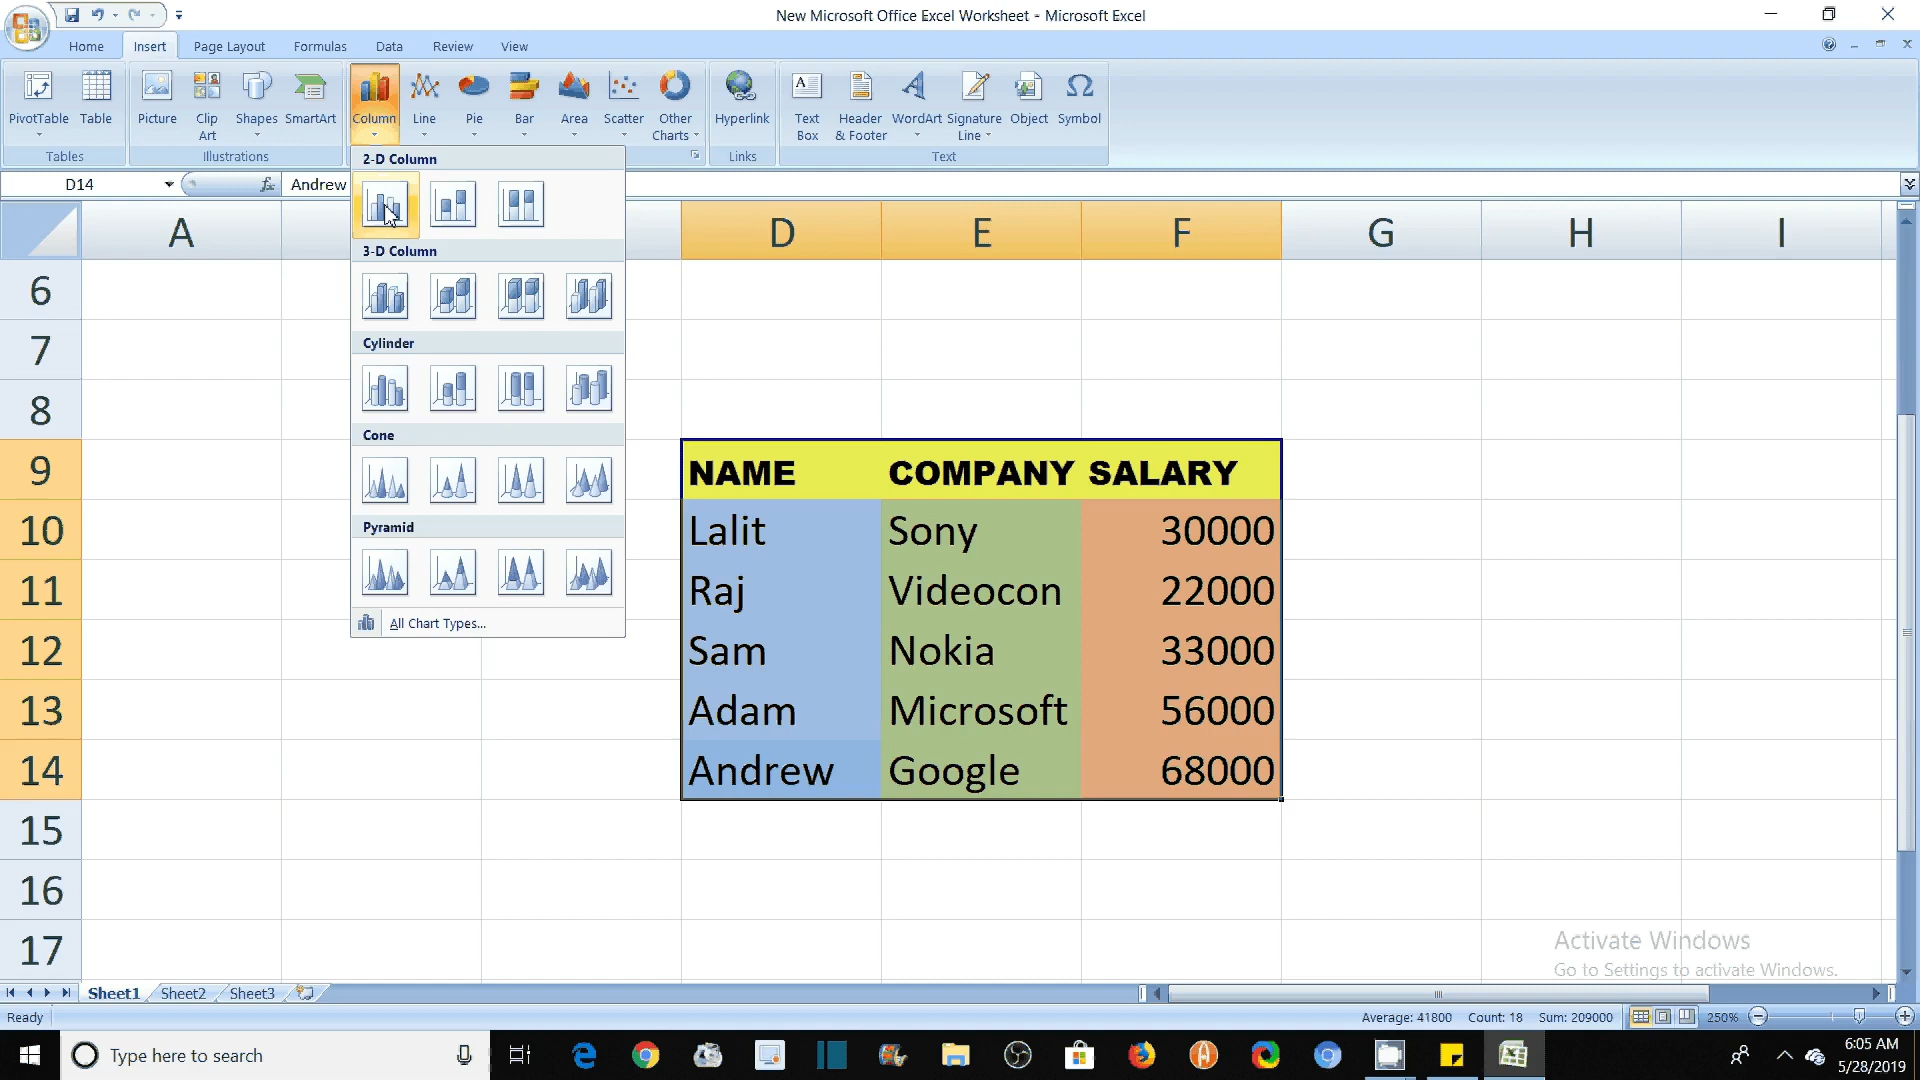 New Microsoft Office Excel Worksheet - Microsoft Excel
Home Insert Page Layout Formulas Data Review View
PivotTable Table Picture Clip Art Shapes SmartArt Column Line Pie Bar Area Scatter Other Charts Hyperlink Text Box Header & Footer WordArt Signature Line Object Symbol
Tables Illustrations Links Text
D14 fx Andrew
2-D Column
3-D Column
Cylinder
Cone
Pyramid
All Chart Types...
A D E F G H I
6
7
8
9 NAME COMPANY SALARY
10 Lalit Sony 30000
11 Raj Videocon 22000
12 Sam Nokia 33000
13 Adam Microsoft 56000
14 Andrew Google 68000
15
16
17
Activate Windows
Go to Settings to activate Windows.
Sheet1 Sheet2 Sheet3
Ready Average: 41800 Count: 18 Sum: 209000 250%
Type here to search
6:05 AM
5/28/2019